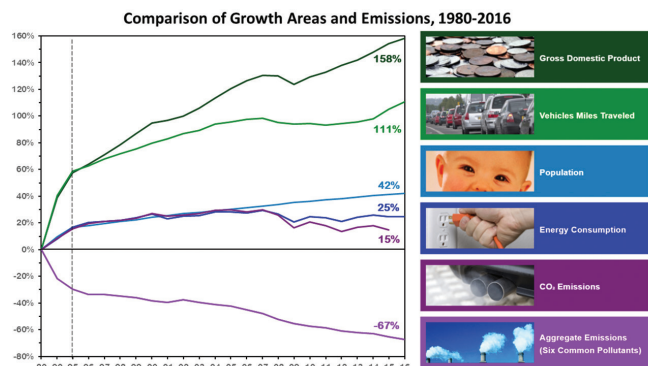 Comparison of Growth Areas and Emissions, 1980-2016
160%
140%
120%
100%
80%
60%
40%
20%
0%
-20%
-40%
-60%
-80%
158%
111%
42%
25%
15%
-67%
Gross Domestic Product
Vehicles Miles Traveled
Population
Energy Consumption
CO₂ Emissions
Aggregate Emissions
(Six Common Pollutants)